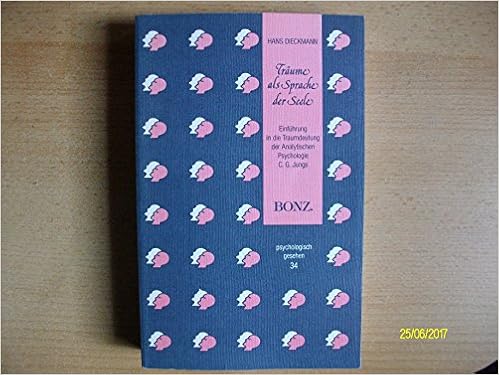 HANS DIECKMANN
Träume
als Sprache
der Seele
Einführung
in die Traumdeutung
der Analytischen
Psychologie
C. G. Jungs
BONZ
psychologisch
gesehen
34
25/06/2017